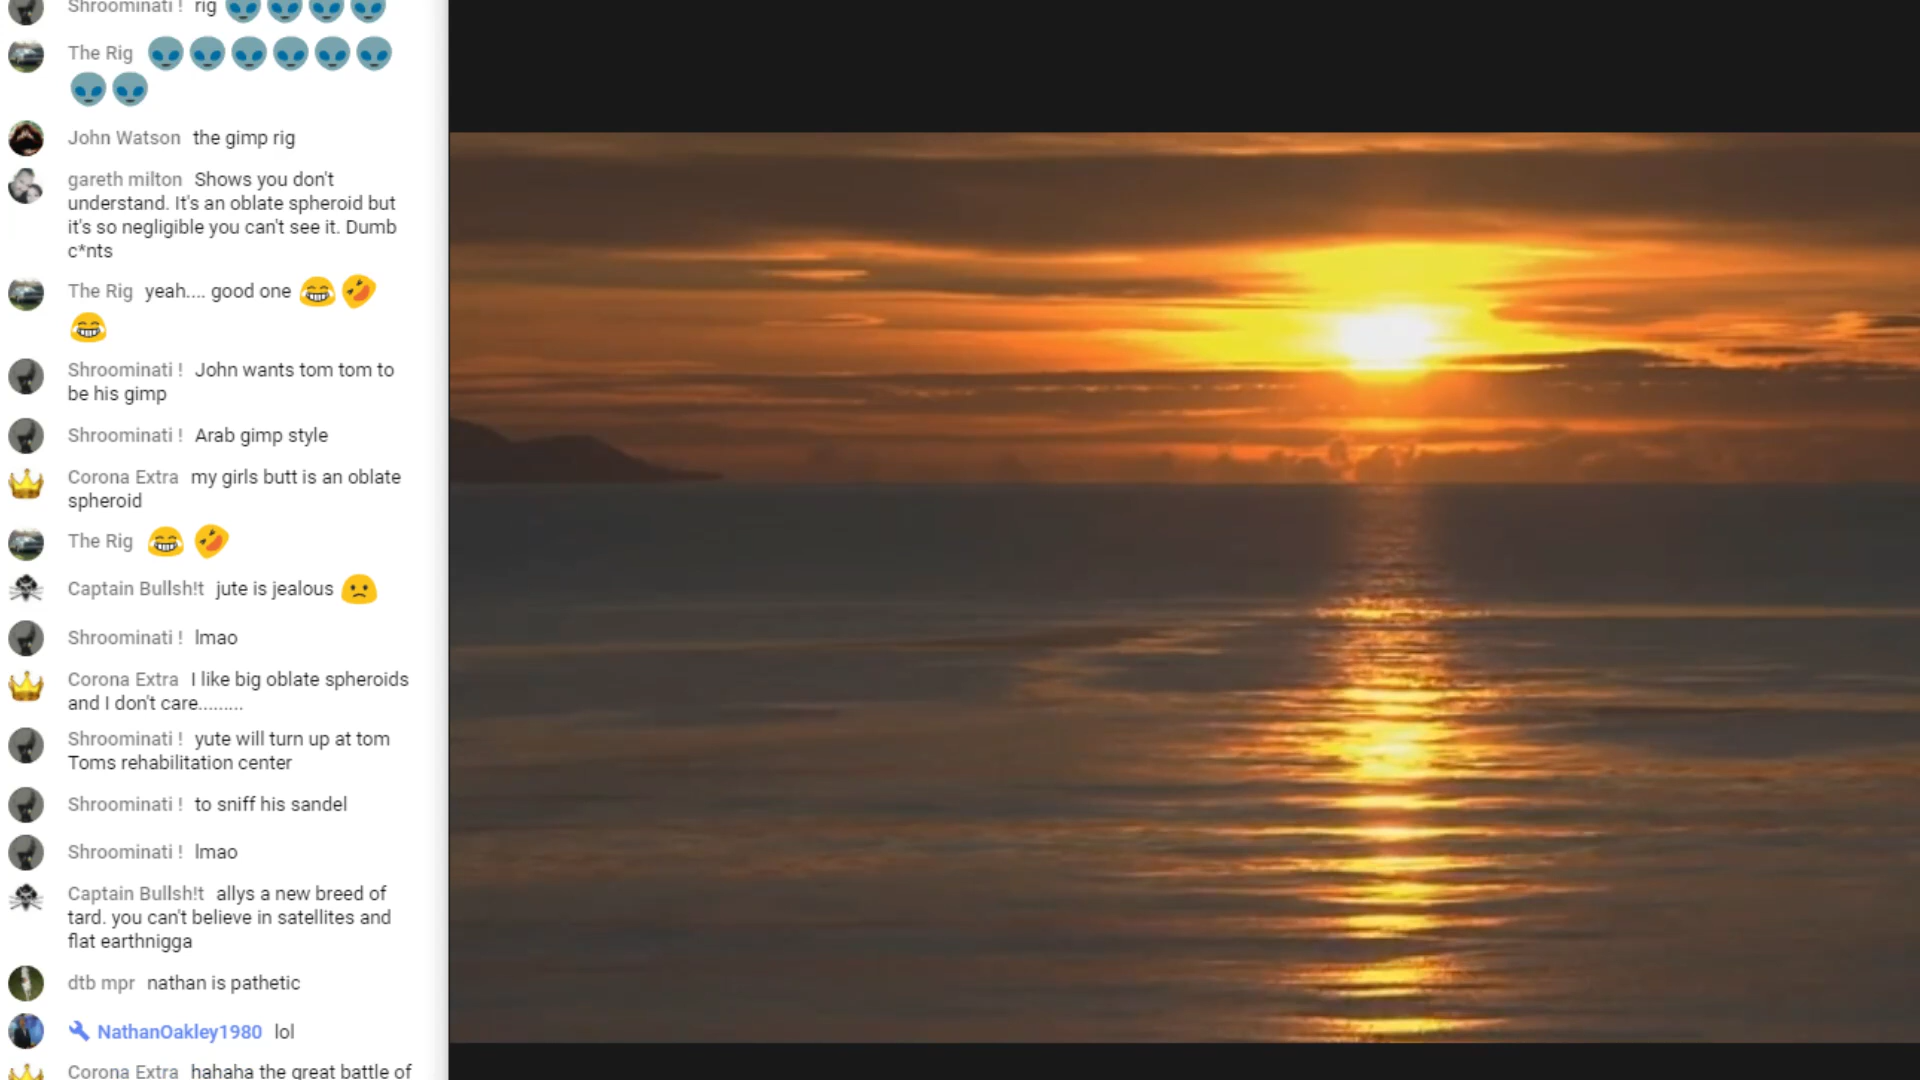 Shroominati ! rig
The Rig
John Watson the gimp rig
gareth milton Shows you don't
understand. It's an oblate spheroid but
it's so negligible you can't see it. Dumb
c*nts
The Rig yeah.... good one
Shroominati ! John wants tom tom to
be his gimp
Shroominati ! Arab gimp style
Corona Extra my girls butt is an oblate
spheroid
The Rig
Captain Bullsh!t jute is jealous
Shroominati ! lmao
Corona Extra I like big oblate spheroids
and I don't care.........
Shroominati ! yute will turn up at tom
Toms rehabilitation center
Shroominati ! to sniff his sandel
Shroominati ! lmao
Captain Bullsh!t allys a new breed of
tard. you can't believe in satellites and
flat earthnigga
dtb mpr nathan is pathetic
NathanOakley1980 lol
Corona Extra hahaha the great battle of